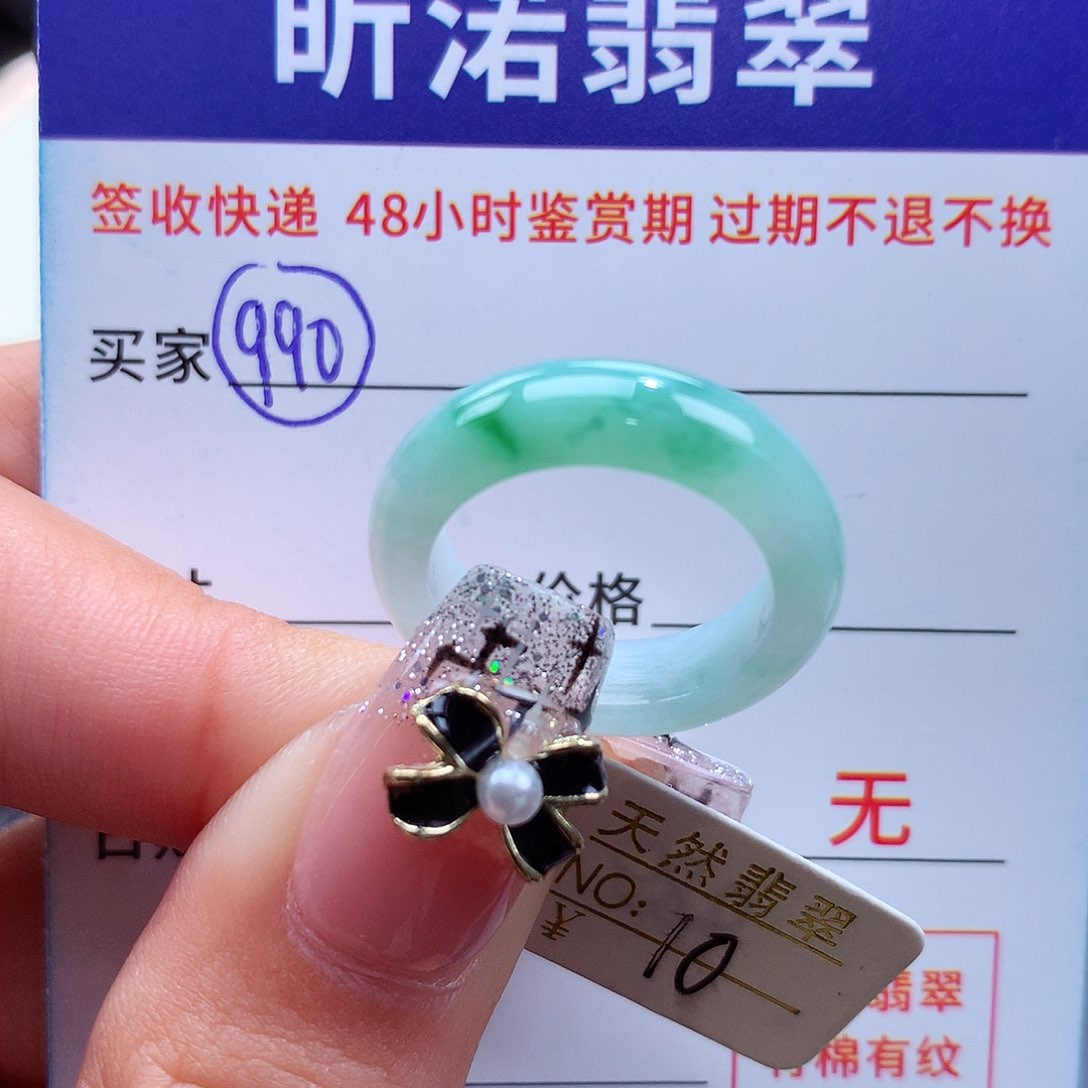 昕渃翡翠
签收快递 48小时鉴赏期 过期不退不换
买家 990
价格
无
天然翡翠
NO: 10
翡翠
棉有纹